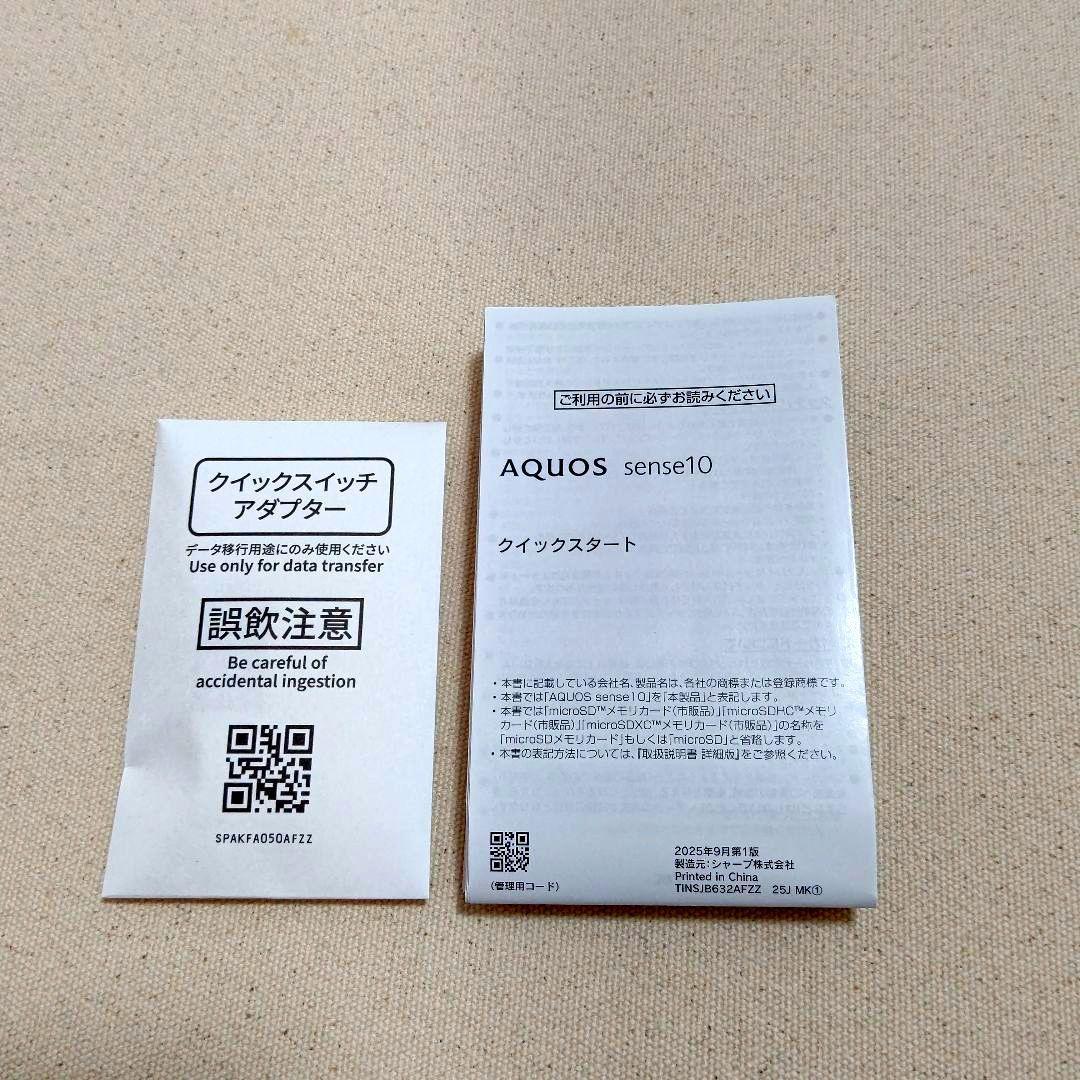 クイックスイッチ
アダプター
データ移行用途にのみ使用ください
Use only for data transfer
誤飲注意
Be careful of
accidental ingestion
SPAKFA050AFZZ
ご利用の前に必ずお読みください
AQUOS sense10
クイックスタート
・本書に記載している会社名、製品名は、各社の商標または登録商標です。
・本書では「AQUOS sense10」を「本製品」と表記します。
・本書では「microSD™メモリカード(市販品)」「microSDHC™メモリ
カード(市販品)」「microSDXC™メモリカード(市販品)」の名称を
「microSDメモリカード」もしくは「microSD」と省略します。
・本書の表記方法については、『取扱説明書 詳細版』をご参照ください。
(管理用コード)
2025年9月第1版
製造元:シャープ株式会社
Printed in China
TINSJB632AFZZ 25J MK①